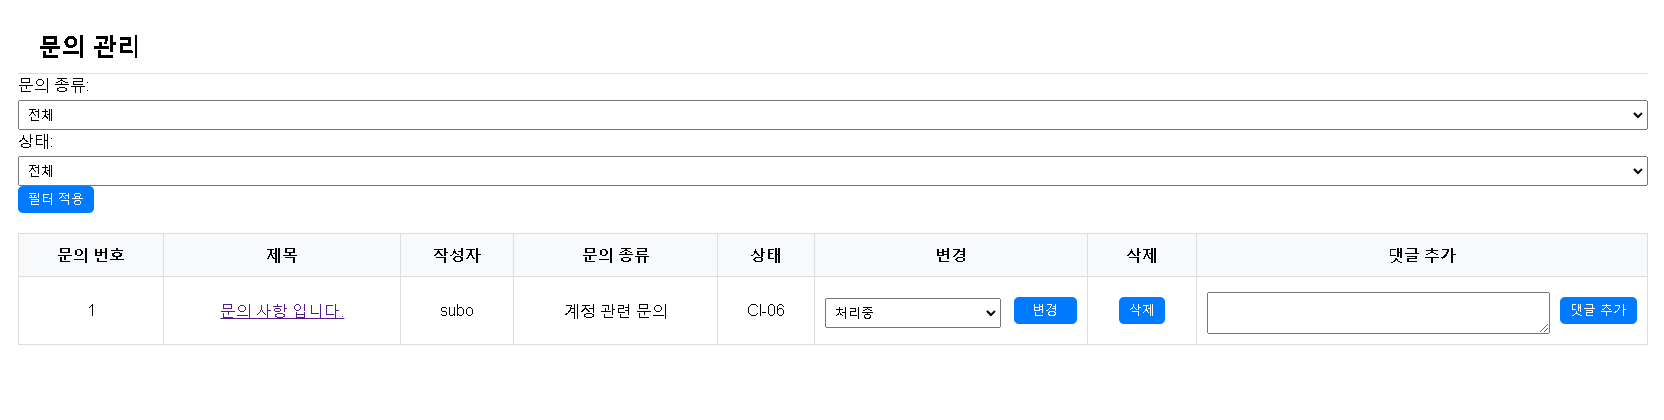 문의 관리
문의 종류:
전체
상태:
전체
필터 적용
문의 번호 제목 작성자 문의 종류 상태 변경 삭제 댓글 추가
1 문의 사항 입니다. subo 계정 관련 문의 CI-06 처리중 변경 삭제 댓글 추가